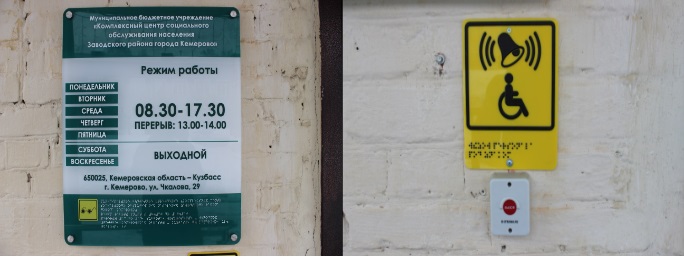 Муниципальное бюджетное учреждение
«Комплексный центр социального
обслуживания населения
Заводского района города Кемерово»
Режим работы
ПОНЕДЕЛЬНИК
ВТОРНИК
СРЕДА
ЧЕТВЕРГ
ПЯТНИЦА
08.30-17.30
ПЕРЕРЫВ: 13.00-14.00
СУББОТА
ВОСКРЕСЕНЬЕ
ВЫХОДНОЙ
650025, Кемеровская область – Кузбасс
г. Кемерово, ул. Чкалова, 29